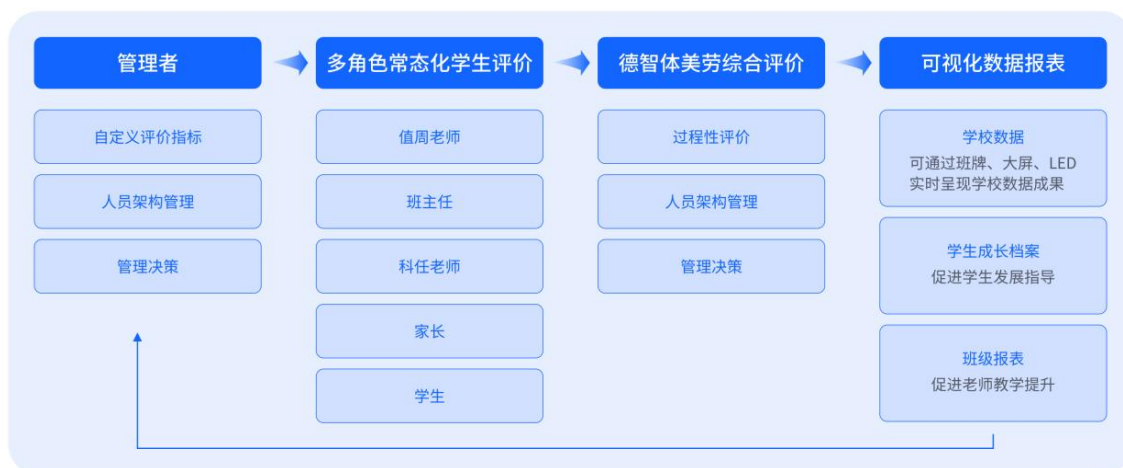 管理者
自定义评价指标
人员架构管理
管理决策
多角色常态化学生评价
值周老师
班主任
科任老师
家长
学生
德智体美劳综合评价
过程性评价
人员架构管理
管理决策
可视化数据报表
学校数据
可通过班牌、大屏、LED
实时呈现学校数据成果
学生成长档案
促进学生发展指导
班级报表
促进老师教学提升